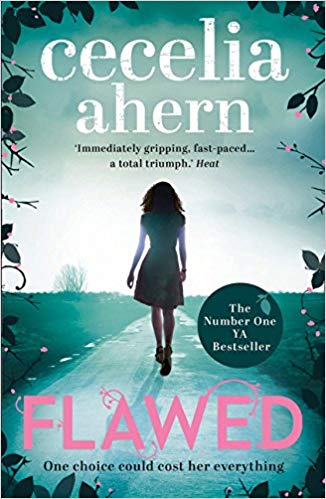 cecelia
ahern
‘Immediately gripping, fast-paced...
a total triumph.’ Heat
The
Number One
YA
Bestseller
FLAWED
One choice could cost her everything